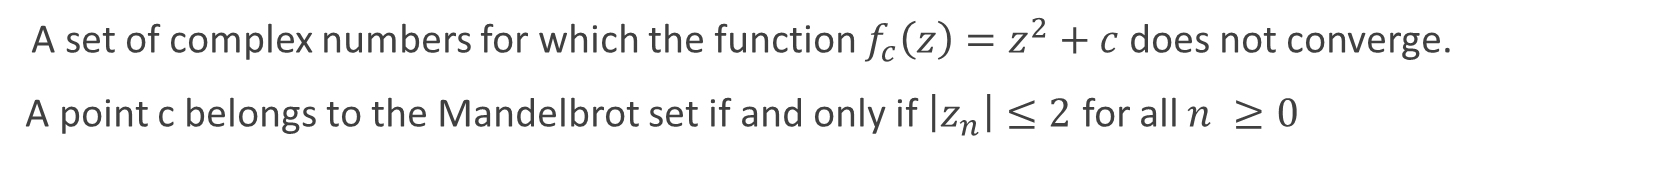 A set of complex numbers for which the function f_c(z) = z² + c does not converge.
A point c belongs to the Mandelbrot set if and only if |z_n| ≤ 2 for all n ≥ 0